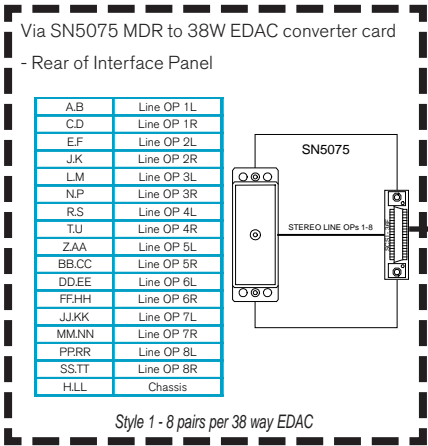 Via SN5075 MDR to 38W EDAC converter card
- Rear of Interface Panel
A.B Line OP 1L
C.D Line OP 1R
E.F Line OP 2L
J.K Line OP 2R
L.M Line OP 3L
N.P Line OP 3R
R.S Line OP 4L
T.U Line OP 4R
Z.AA Line OP 5L
BB.CC Line OP 5R
DD.EE Line OP 6L
FF.HH Line OP 6R
JJ.KK Line OP 7L
MM.NN Line OP 7R
PP.RR Line OP 8L
SS.TT Line OP 8R
H.LL Chassis
SN5075
STEREO LINE OPs 1-8
Style 1 - 8 pairs per 38 way EDAC